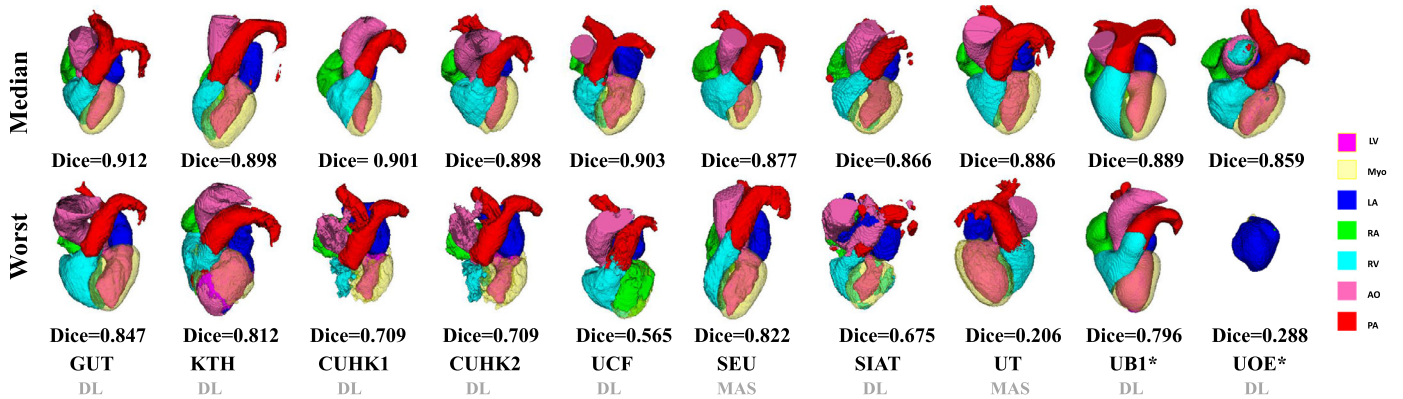 Median
Dice=0.912 Dice=0.898 Dice= 0.901 Dice=0.898 Dice=0.903 Dice=0.877 Dice=0.866 Dice=0.886 Dice=0.889 Dice=0.859
Worst
Dice=0.847 Dice=0.812 Dice=0.709 Dice=0.709 Dice=0.565 Dice=0.822 Dice=0.675 Dice=0.206 Dice=0.796 Dice=0.288
GUT KTH CUHK1 CUHK2 UCF SEU SIAT UT UB1* UOE*
DL DL DL DL DL MAS DL MAS DL DL
LV
Myo
LA
RA
RV
AO
PA